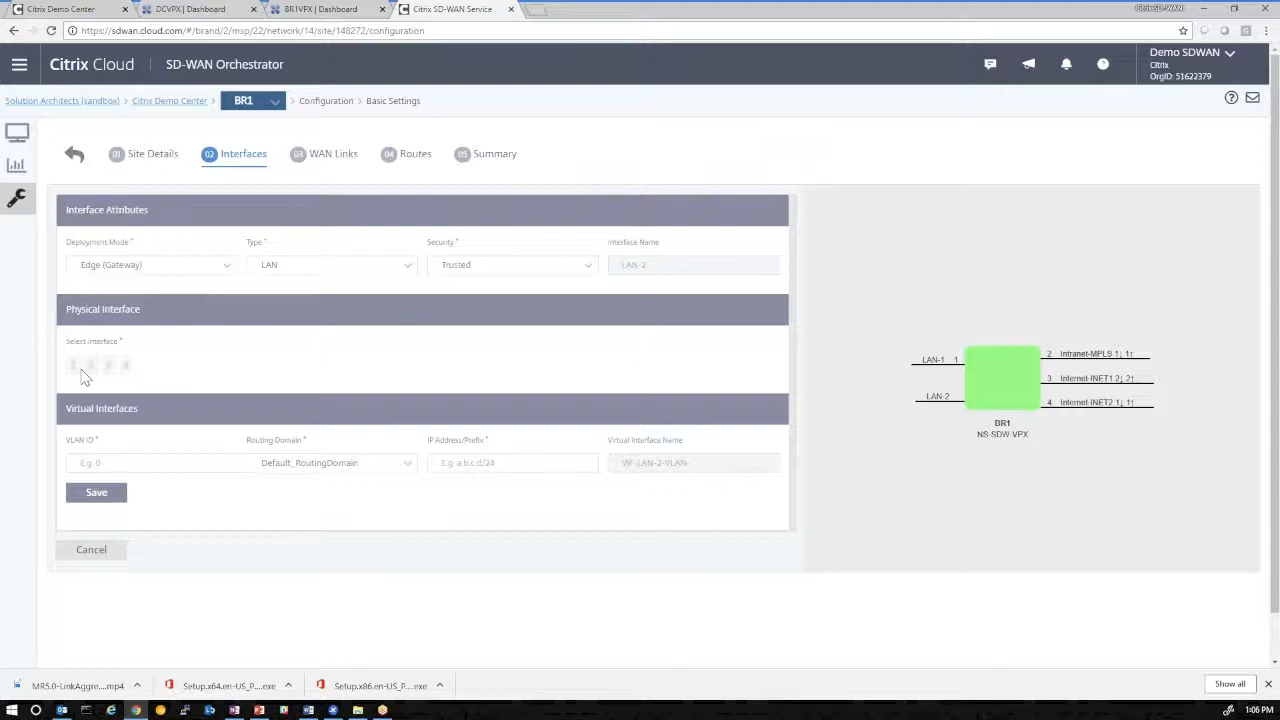 Citrix Demo Center
DCVPX | Dashboard
BR1VPX | Dashboard
Citrix SD-WAN Service
CitrixSD-WAN
https://sdwan.cloud.com/#/brand/2/msp/22/network/14/site/148272/configuration
Citrix Cloud
SD-WAN Orchestrator
Demo SDWAN
Citrix
OrgID: 51622379
Solution Architects (sandbox) > Citrix Demo Center > BR1 > Configuration > Basic Settings
01 Site Details
02 Interfaces
03 WAN Links
04 Routes
05 Summary
Interface Attributes
Deployment Mode *
Type *
Security *
Interface Name
Edge (Gateway)
LAN
Trusted
LAN-2
Physical Interface
Select Interface *
Virtual Interfaces
VLAN ID *
Routing Domain *
IP Address/Prefix *
Virtual Interface Name
E.g. 0
Default_RoutingDomain
E.g. a.b.c.d/24
VIF-LAN-2-VLAN-
Save
Cancel
LAN-1 1
2 Intranet-MPLS 1↓ 1↑
3 Internet-INET1 2↓ 2↑
LAN-2
4 Internet-INET2 1↓ 1↑
BR1
NS-SDW-VPX
MR5.0-LinkAggre....mp4
Setup.x64.en-US_P....exe
Setup.x86.en-US_P....exe
Show all
1:06 PM